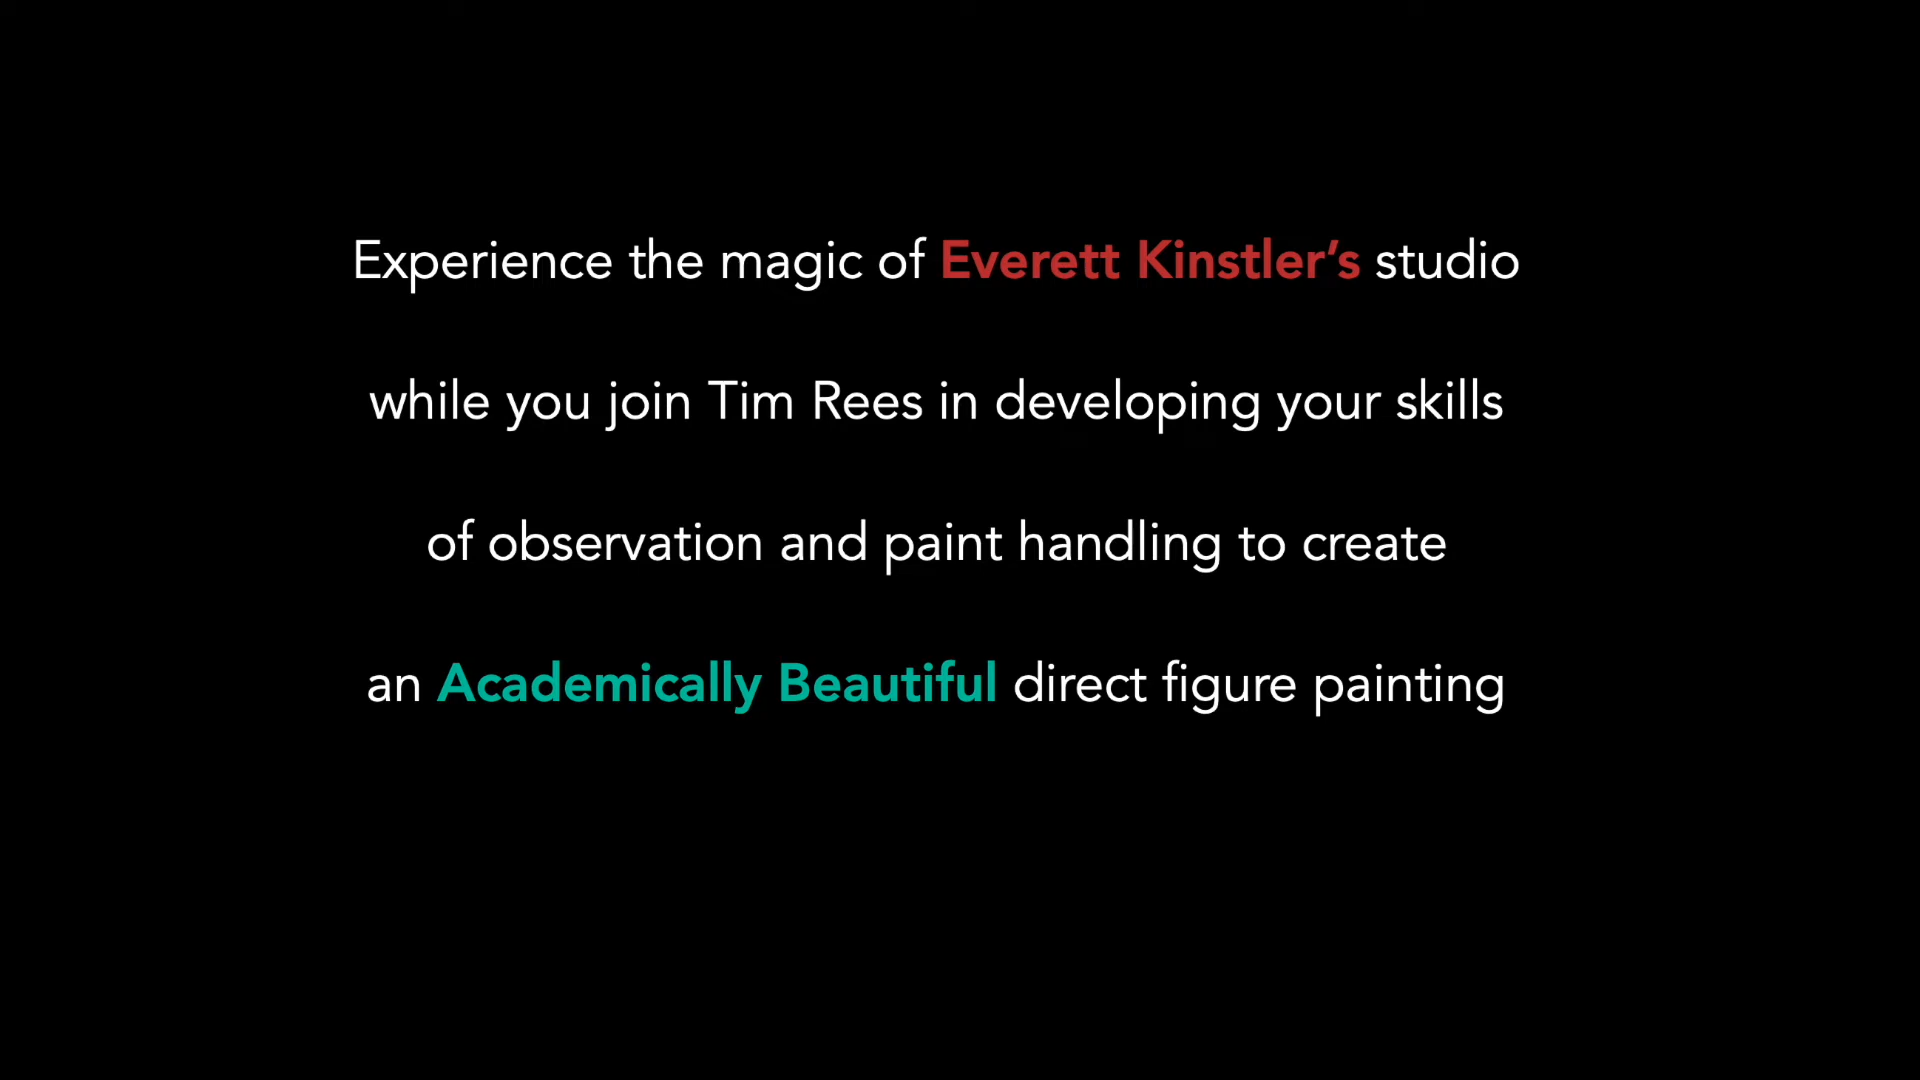 Experience the magic of Everett Kinstler’s studio
while you join Tim Rees in developing your skills
of observation and paint handling to create
an Academically Beautiful direct figure painting